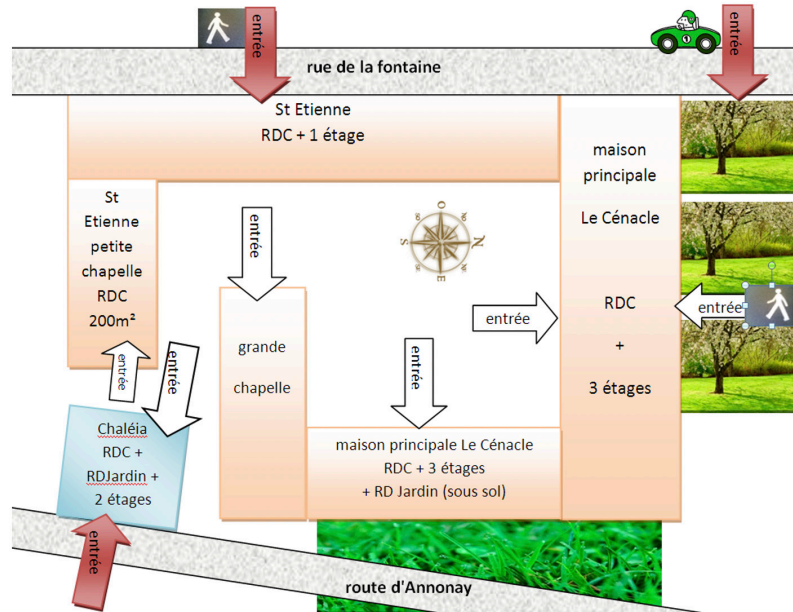 entrée
entrée
1
rue de la fontaine
St Etienne
RDC + 1 étage
maison
principale
Le Cénacle
RDC
+
3 étages
St
Etienne
petite
chapelle
RDC
200m²
entrée
O
S
N
E
entrée
entrée
grande
chapelle
entrée
entrée
entrée
Chaléia
RDC +
RDJardin +
2 étages
maison principale Le Cénacle
RDC + 3 étages
+ RD Jardin (sous sol)
entrée
route d'Annonay